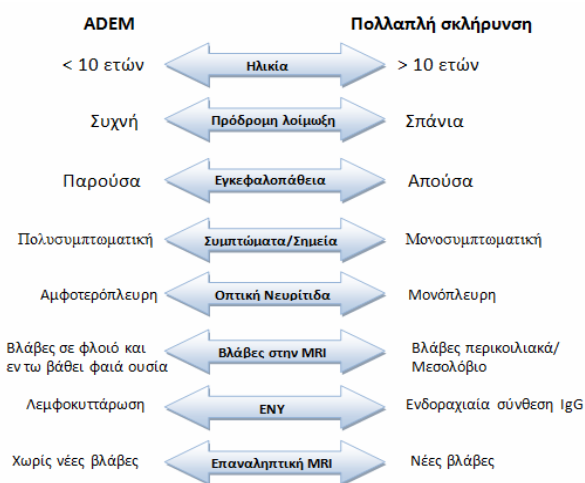 ADEM Πολλαπλή σκλήρυνση
< 10 ετών Ηλικία > 10 ετών
Συχνή Πρόδρομη λοίμωξη Σπάνια
Παρούσα Εγκεφαλοπάθεια Απούσα
Πολυσυμπτωματική Συμπτώματα/Σημεία Μονοσυμπτωματική
Αμφοτερόπλευρη Οπτική Νευρίτιδα Μονόπλευρη
Βλάβες σε φλοιό και
εν τω βάθει φαιά ουσία
Βλάβες στην MRI
Βλάβες περικοιλιακά/
Μεσολόβιο
Λεμφοκυττάρωση ΕΝΥ Ενδοραχιαία σύνθεση IgG
Χωρίς νέες βλάβες Επαναληπτική MRI Νέες βλάβες